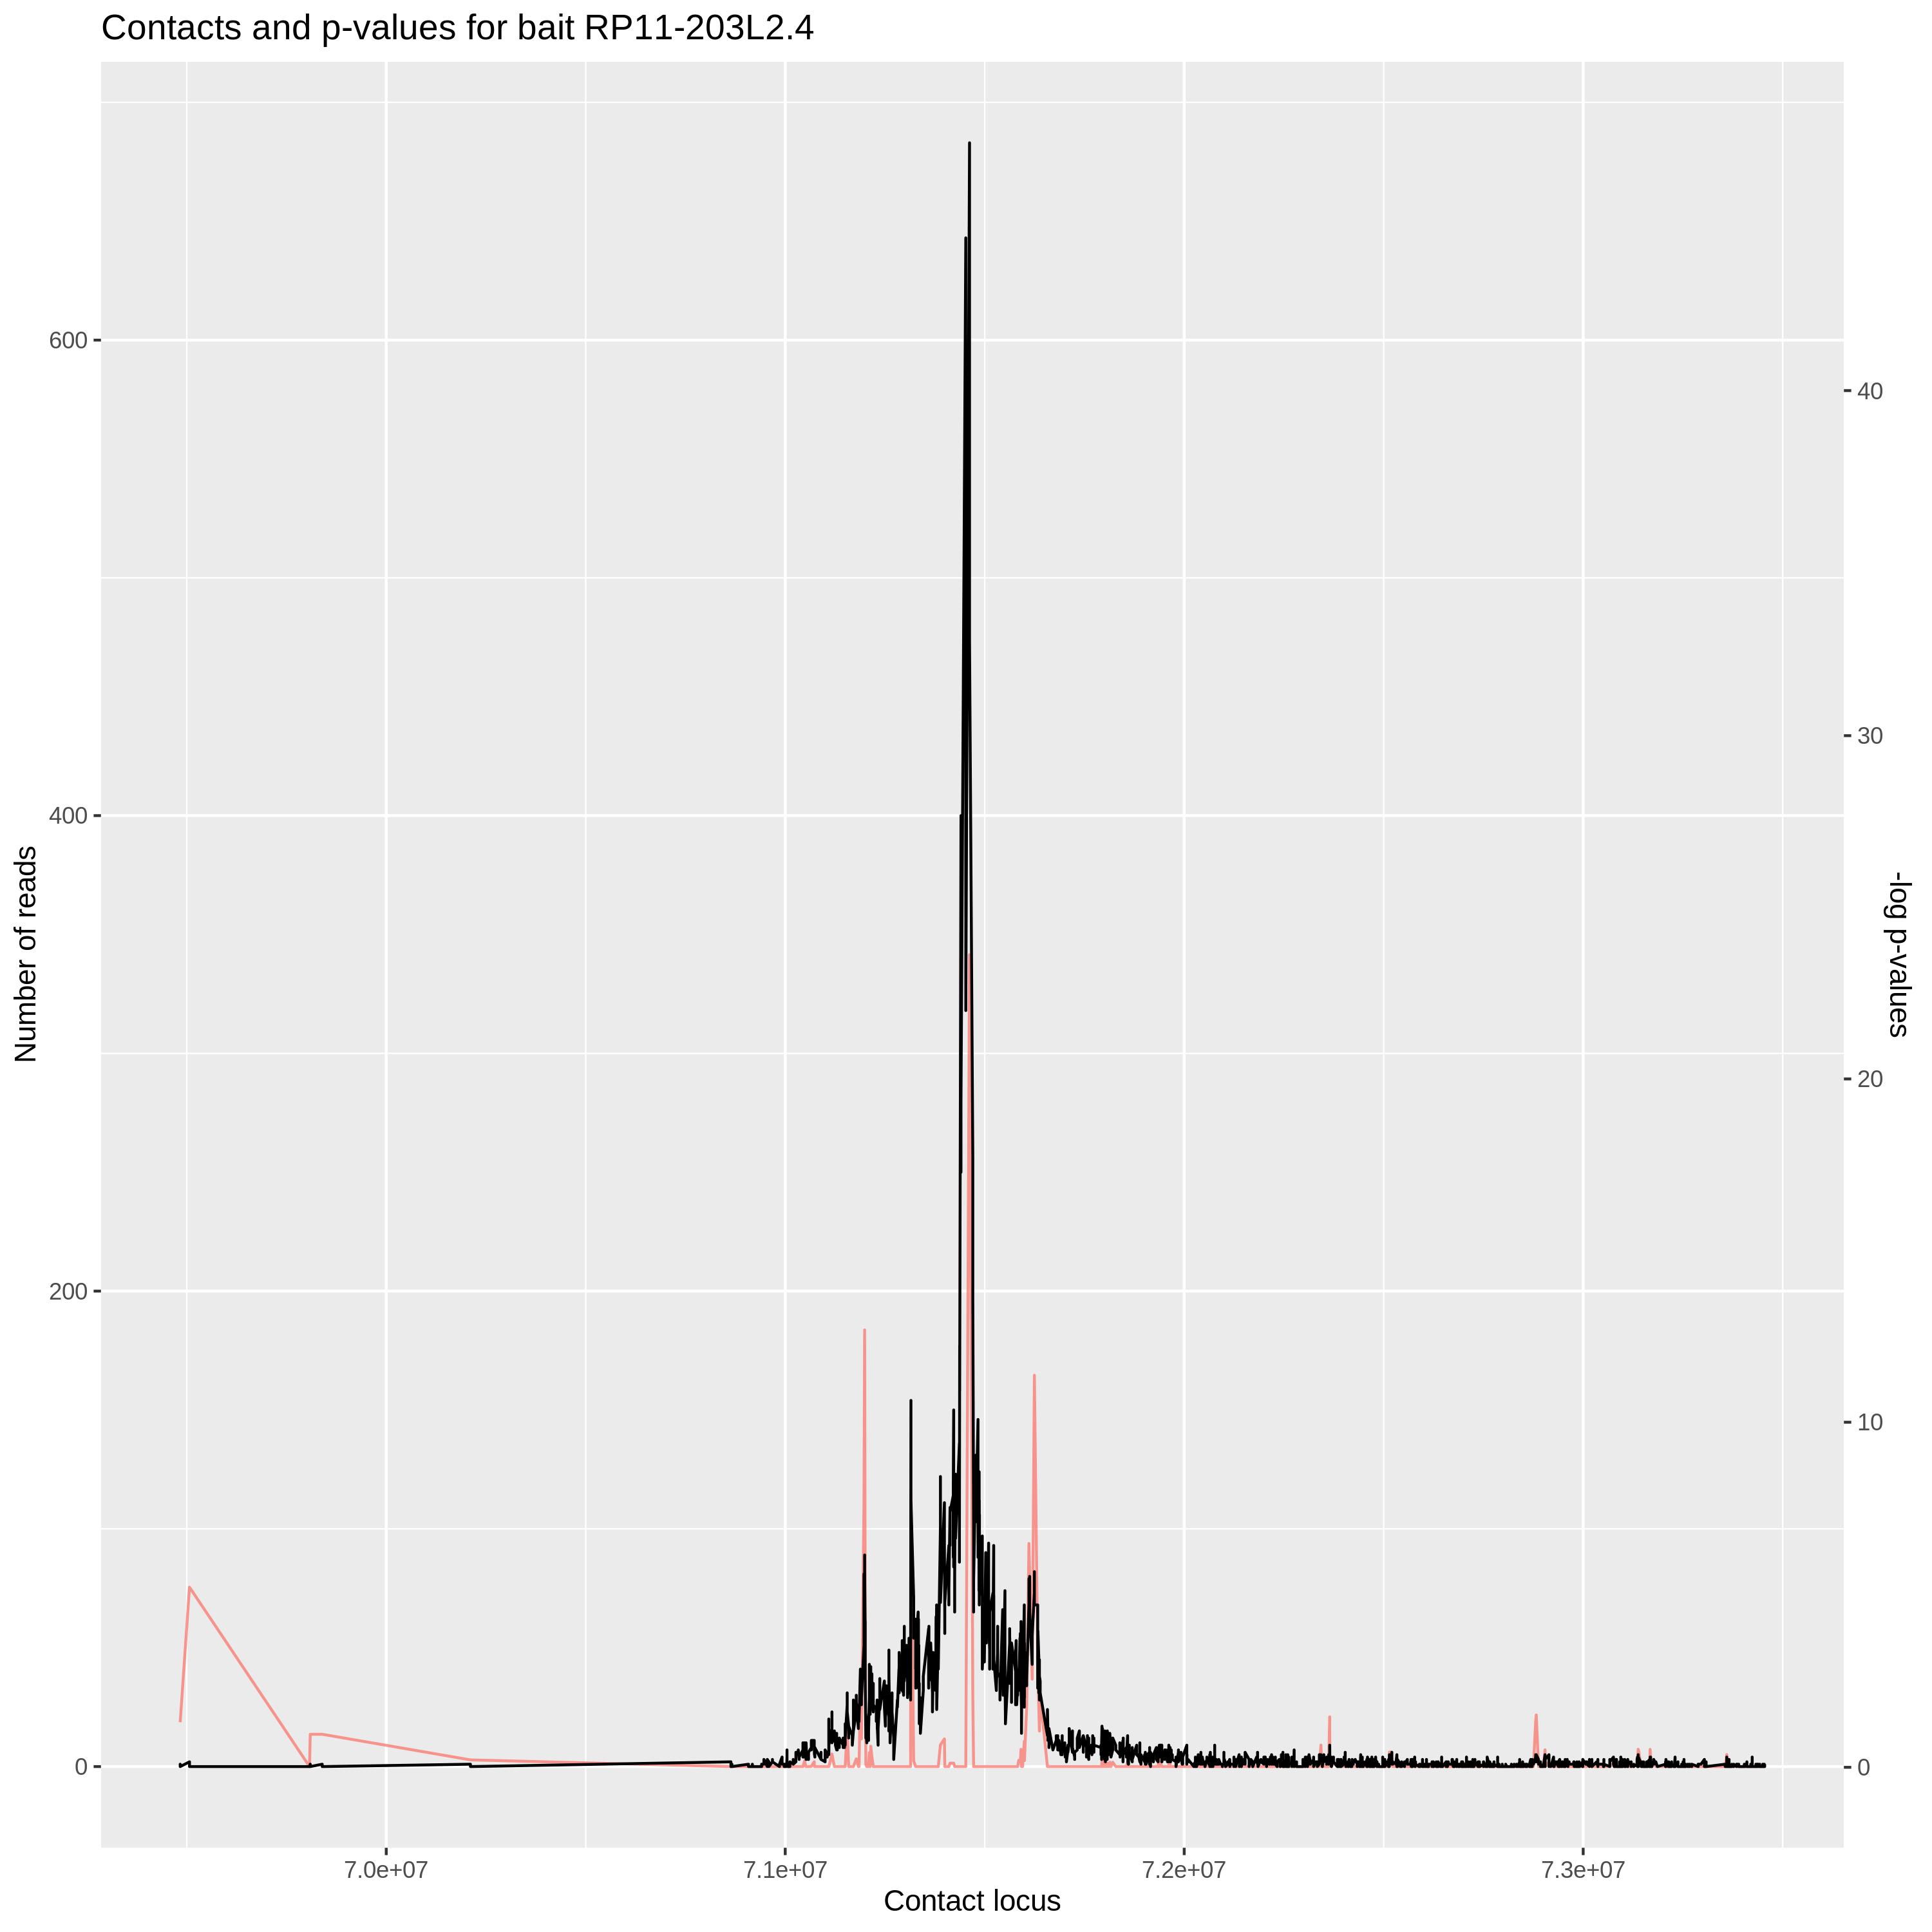 Contacts and p-values for bait RP11-203L2.4
600
400
200
0
Number of reads
40
30
20
10
0
-log p-values
7.0e+07 7.1e+07 7.2e+07 7.3e+07
Contact locus